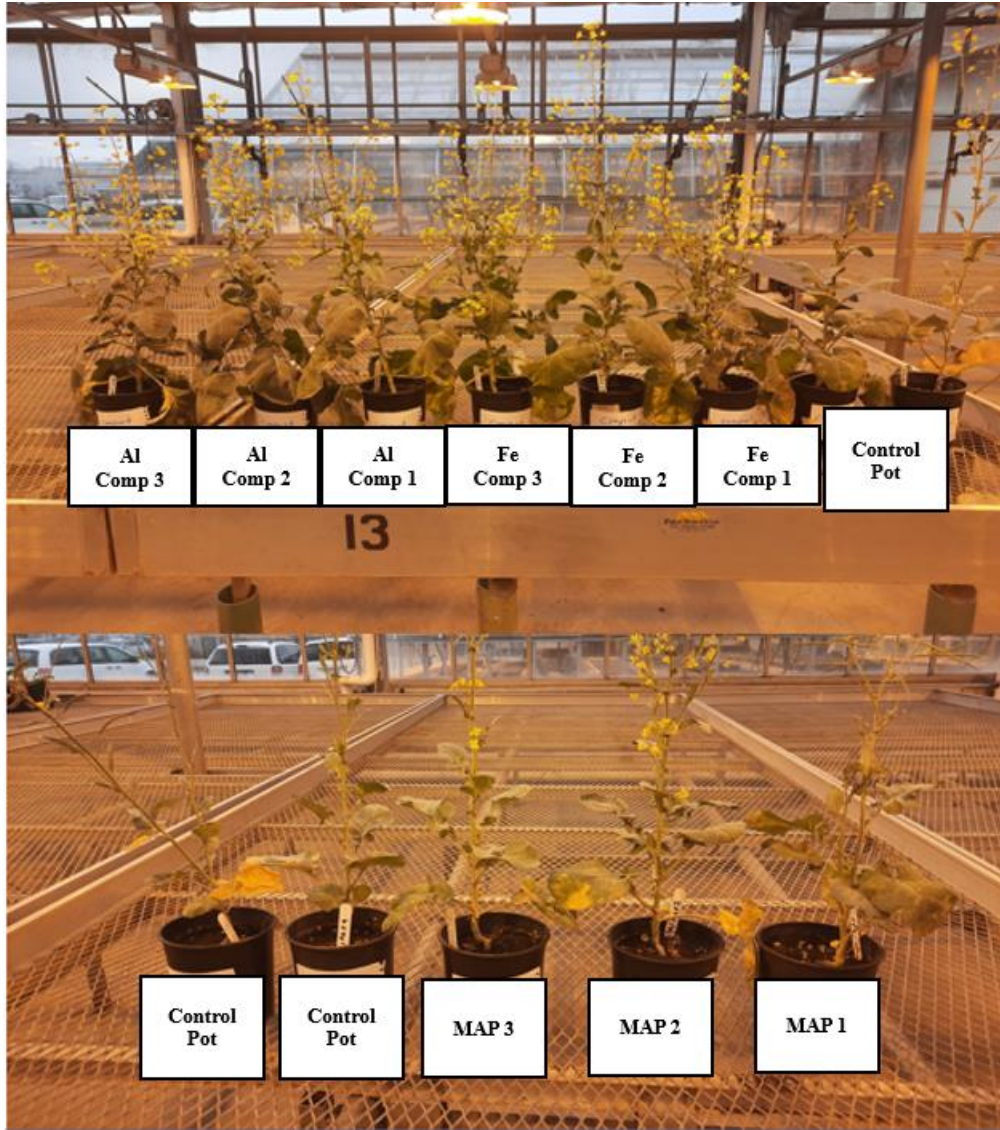 Al
Comp 3
Al
Comp 2
Al
Comp 1
Fe
Comp 3
Fe
Comp 2
Fe
Comp 1
Control
Pot
13
Control
Pot
Control
Pot
MAP 3
MAP 2
MAP 1